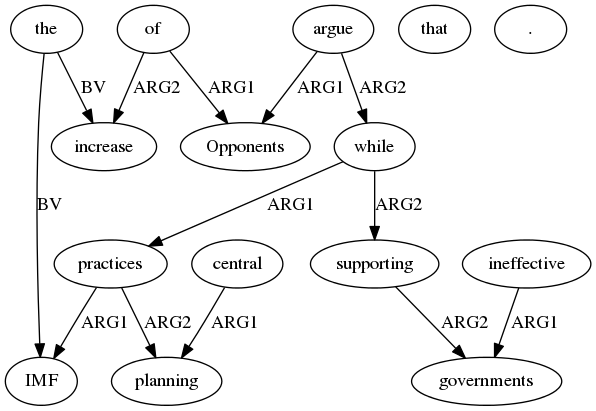 the of argue that .
BV ARG2 ARG1 ARG1 ARG2
increase Opponents while
BV ARG1 ARG2
practices central supporting ineffective
ARG1 ARG2 ARG1 ARG2 ARG1
IMF planning governments